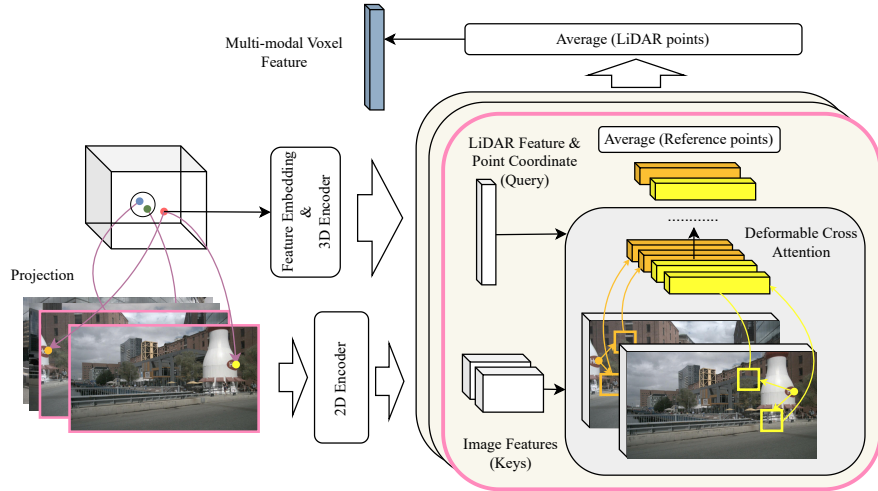 Multi-modal Voxel
Feature
Average (LiDAR points)
LiDAR Feature &
Point Coordinate
(Query)
Average (Reference points)
Feature Embedding
&
3D Encoder
.............
Deformable Cross
Attention
Projection
2D Encoder
Image Features
(Keys)